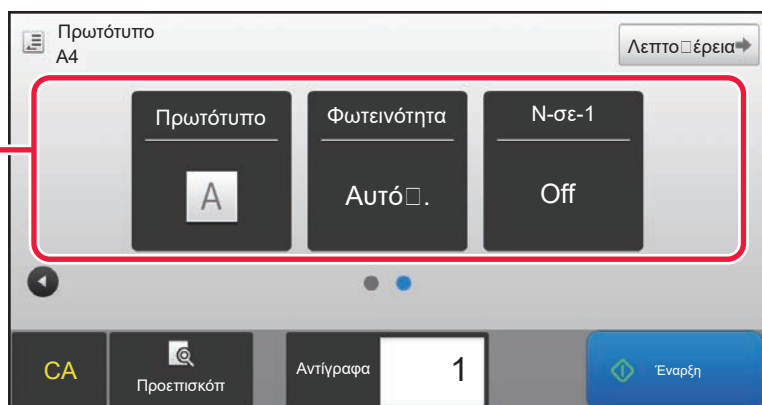 Πρωτότυπο
A4
Λεπτο□έρεια
Πρωτότυπο
Φωτεινότητα
N-σε-1
A
Αυτό□.
Off
CA
Προεπισκόπ
Αντίγραφα
1
Έναρξη